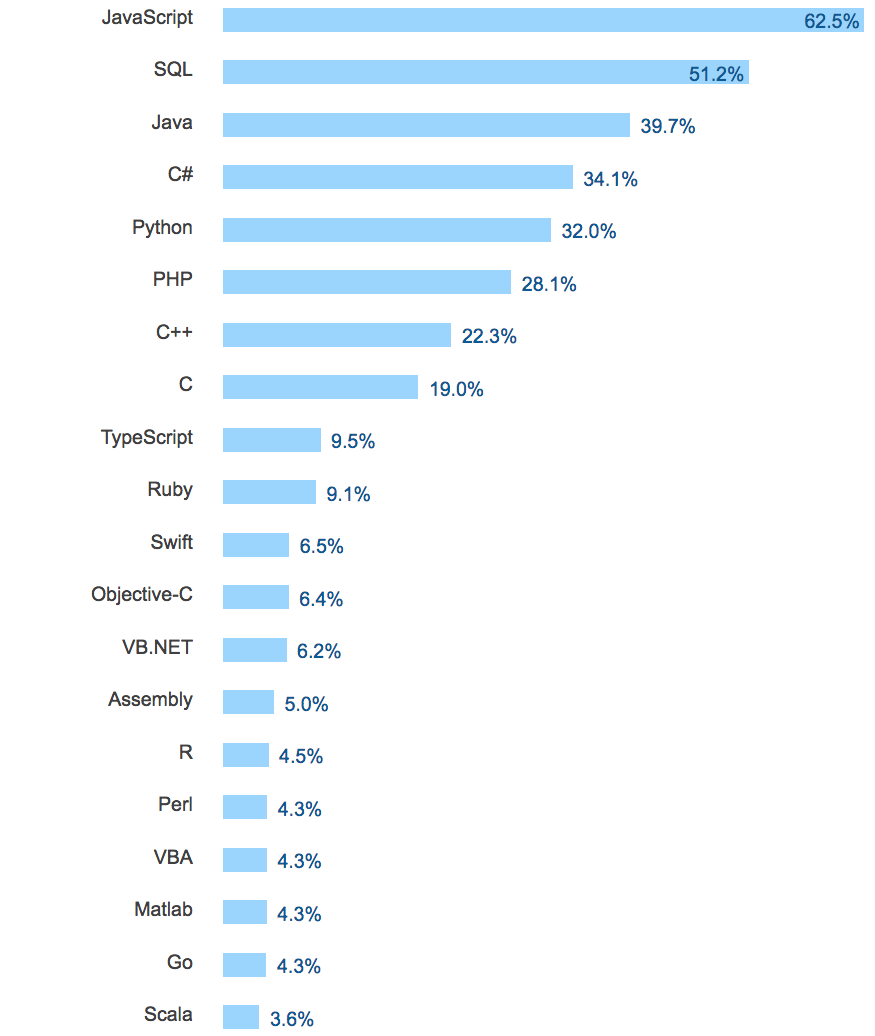 JavaScript 62.5%
SQL 51.2%
Java 39.7%
C# 34.1%
Python 32.0%
PHP 28.1%
C++ 22.3%
C 19.0%
TypeScript 9.5%
Ruby 9.1%
Swift 6.5%
Objective-C 6.4%
VB.NET 6.2%
Assembly 5.0%
R 4.5%
Perl 4.3%
VBA 4.3%
Matlab 4.3%
Go 4.3%
Scala 3.6%